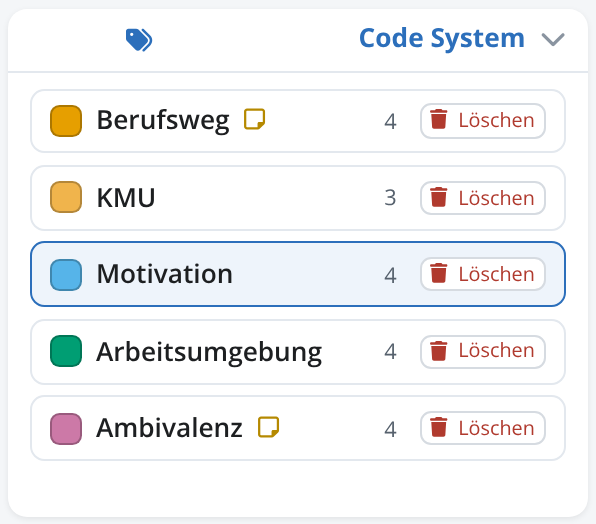 Code System
Berufsweg 4 Löschen
KMU 3 Löschen
Motivation 4 Löschen
Arbeitsumgebung 4 Löschen
Ambivalenz 4 Löschen